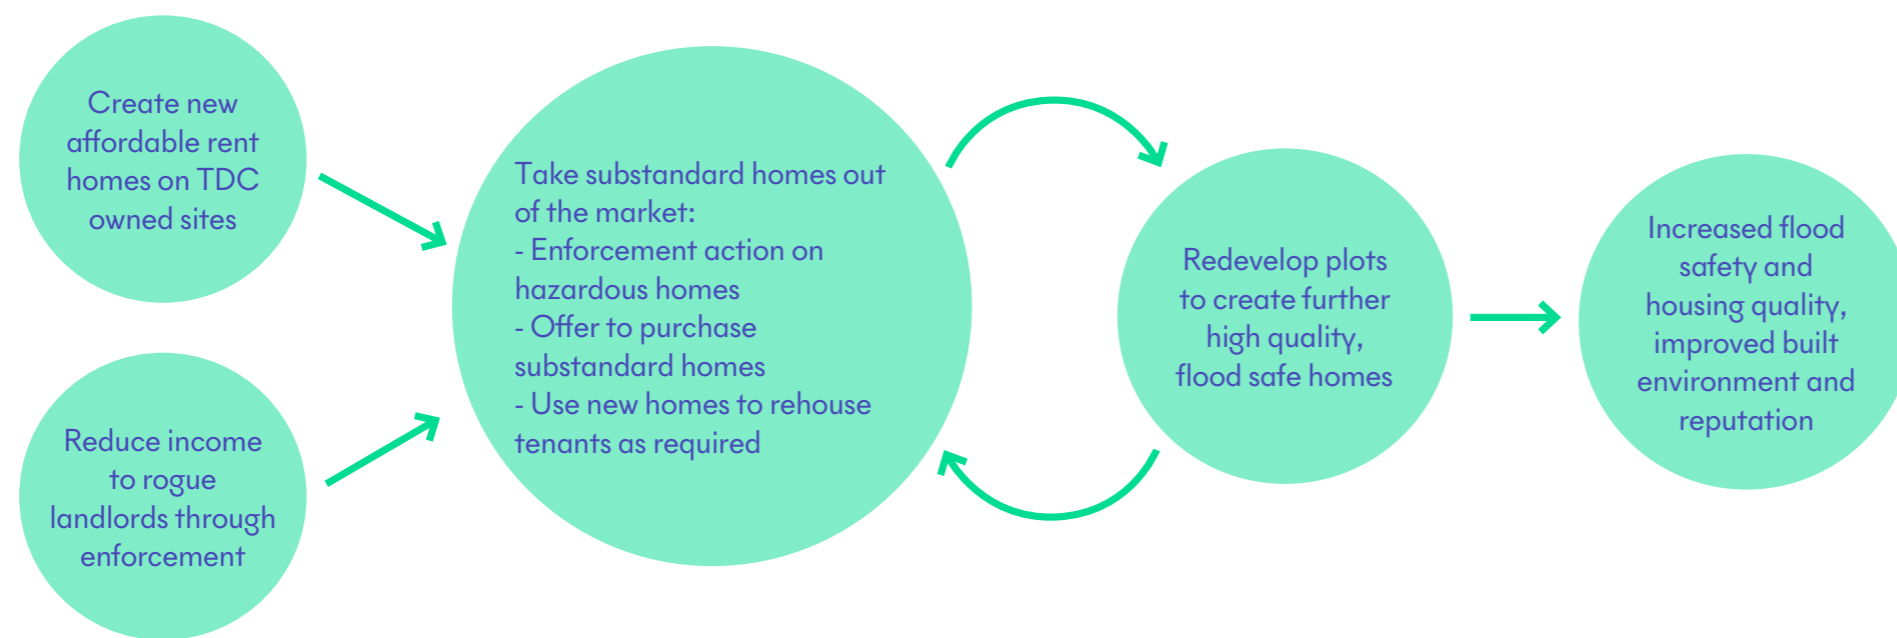 Create new
affordable rent
homes on TDC
owned sites
Reduce income
to rogue
landlords through
enforcement
Take substandard homes out
of the market:
- Enforcement action on
hazardous homes
- Offer to purchase
substandard homes
- Use new homes to rehouse
tenants as required
Redevelop plots
to create further
high quality,
flood safe homes
Increased flood
safety and
housing quality,
improved built
environment and
reputation